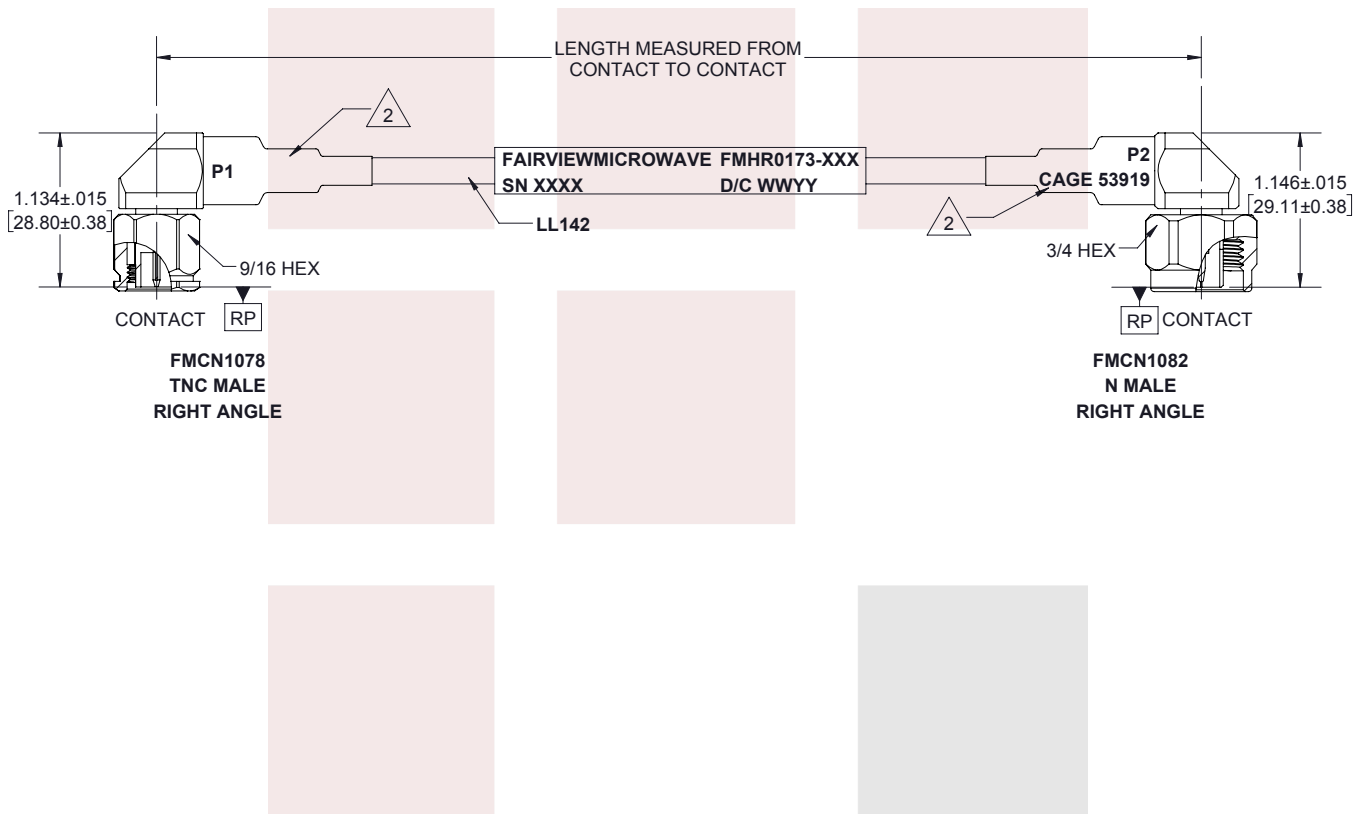 LENGTH MEASURED FROM
CONTACT TO CONTACT
2
P1
FAIRVIEWMICROWAVE FMHR0173-XXX
SN XXXX D/C WWYY
P2
CAGE 53919
1.134±.015
[28.80±0.38]
1.146±.015
[29.11±0.38]
LL142
2
9/16 HEX
3/4 HEX
CONTACT
RP
RP
CONTACT
FMCN1078
TNC MALE
RIGHT ANGLE
FMCN1082
N MALE
RIGHT ANGLE